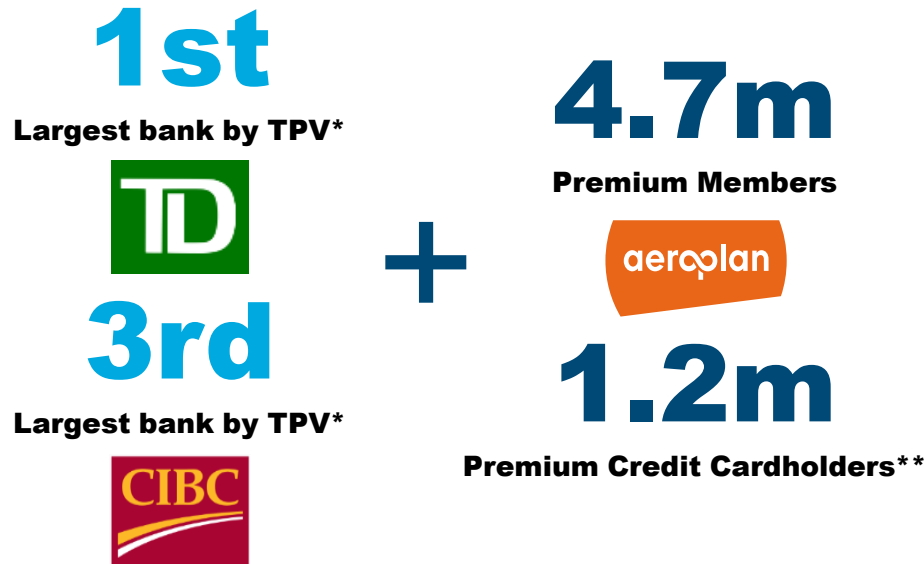 1st
Largest bank by TPV*
TD
3rd
Largest bank by TPV*
CIBC
+
4.7m
Premium Members
aeroplan
1.2m
Premium Credit Cardholders**